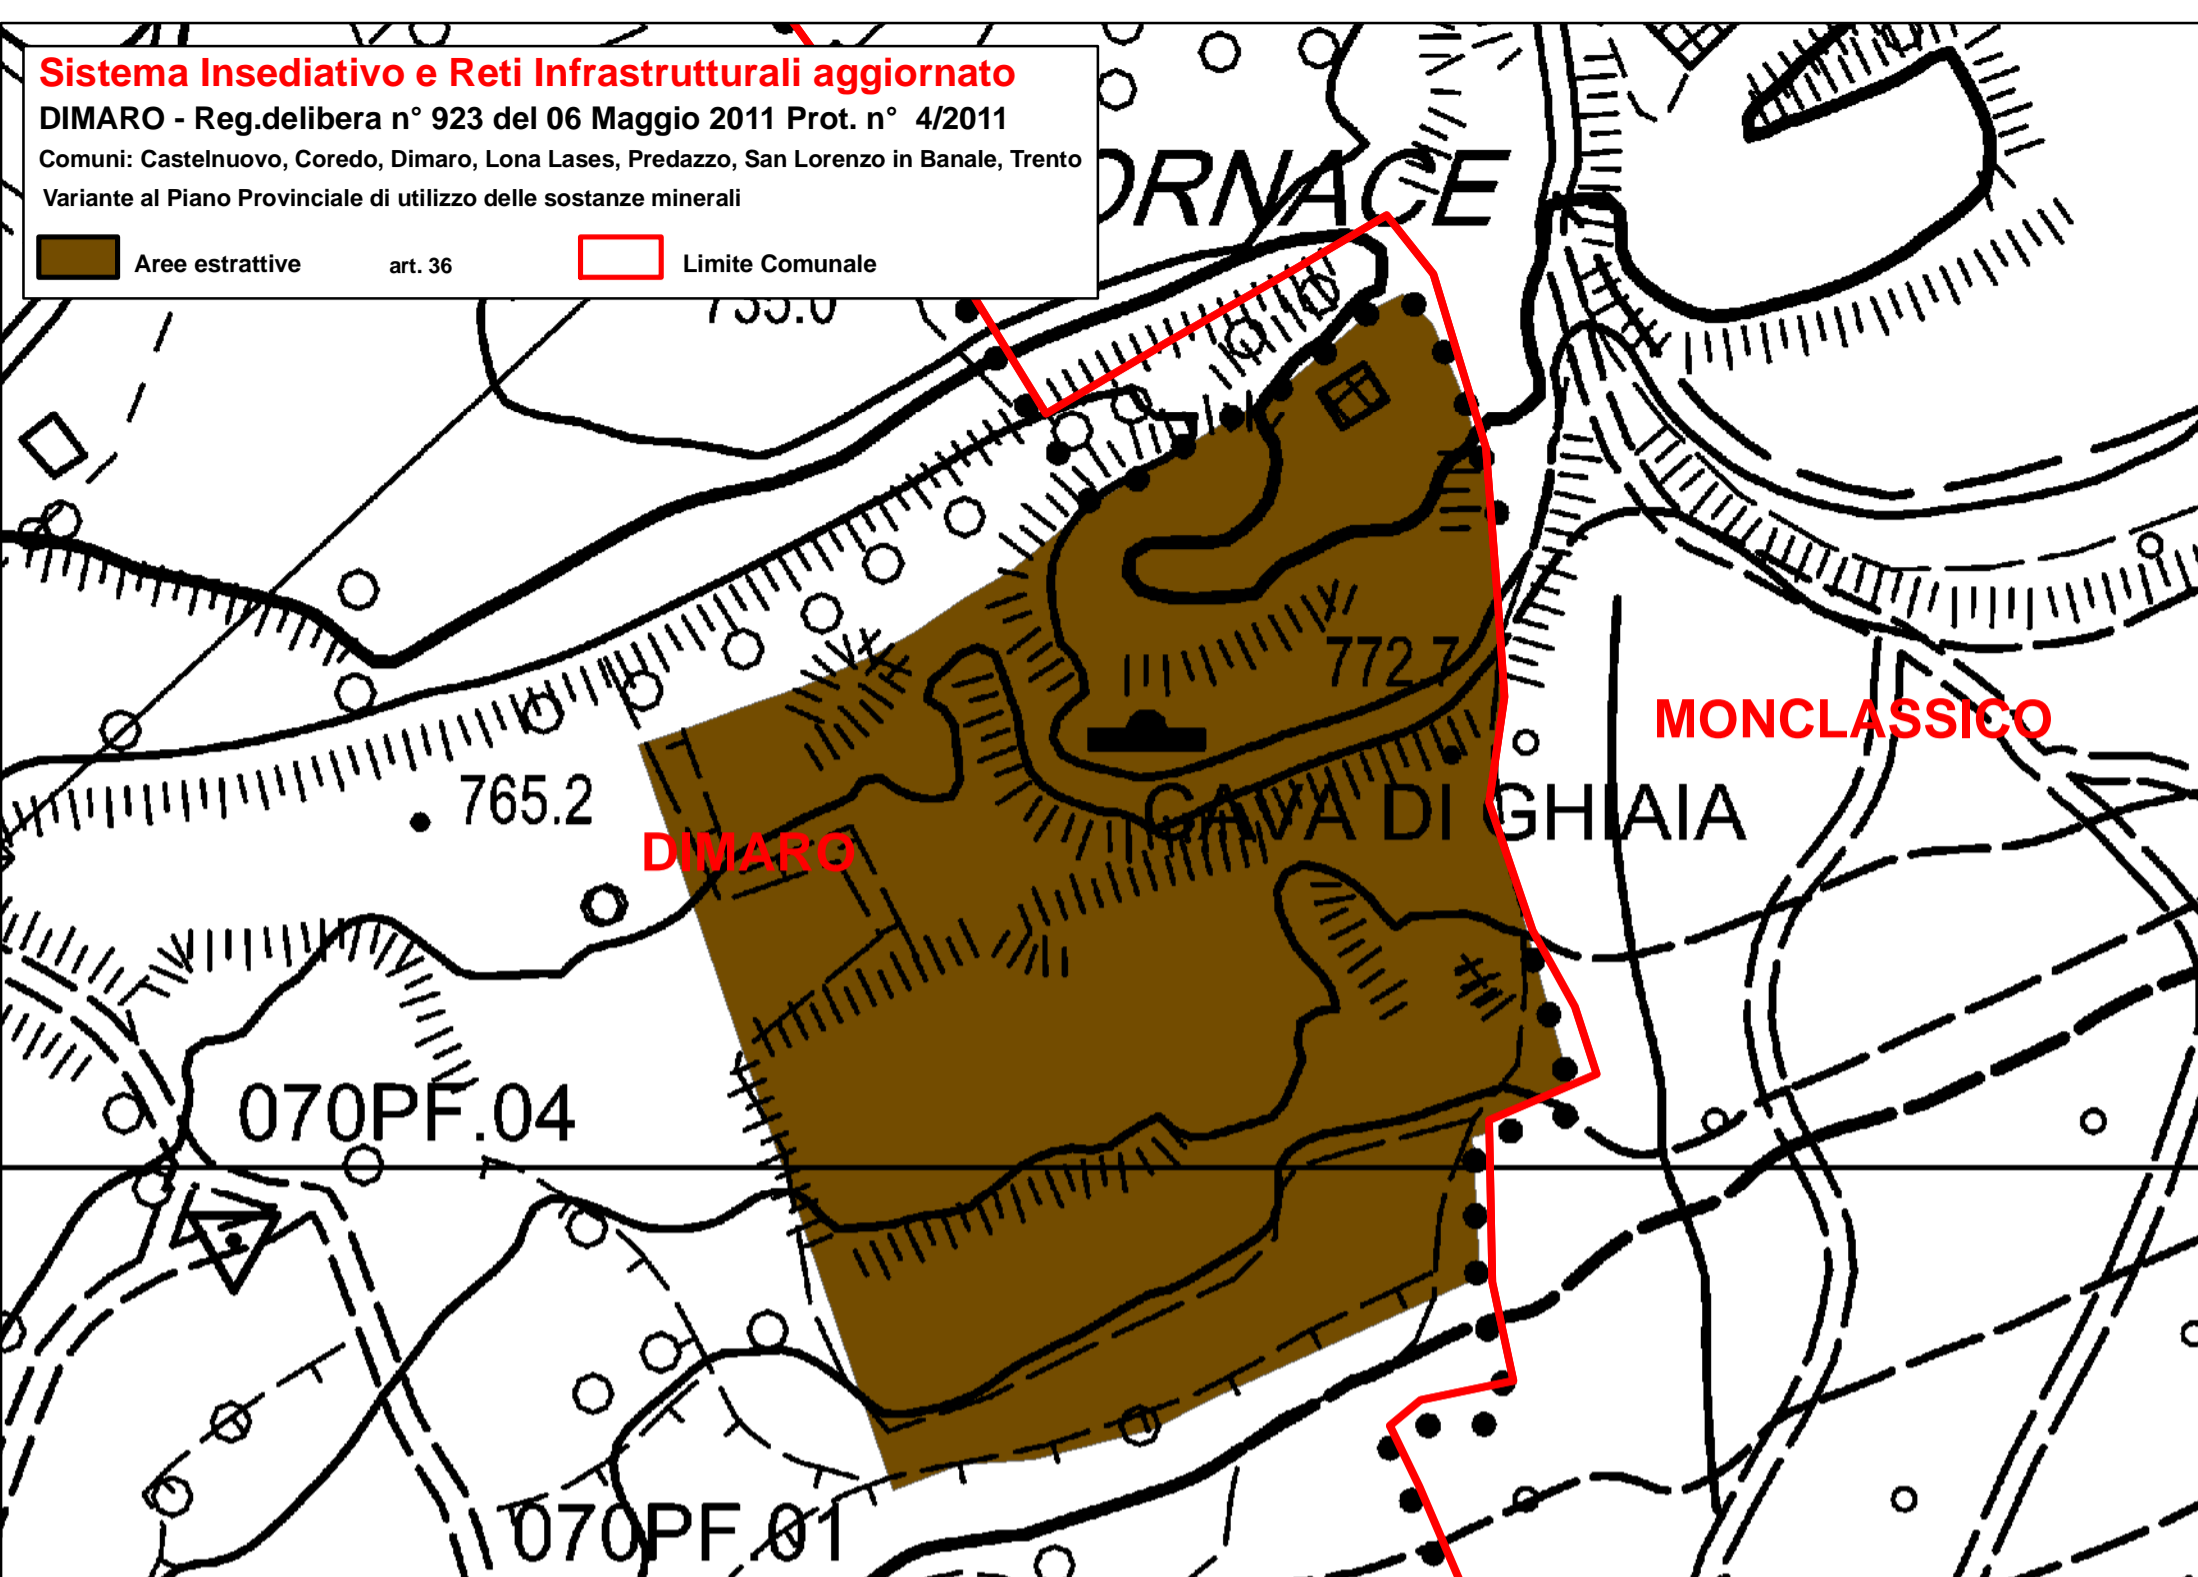 Sistema Insediativo e Reti Infrastrutturali aggiornato
DIMARO - Reg.delibera n° 923 del 06 Maggio 2011 Prot. n° 4/2011
Comuni: Castelnuovo, Coredo, Dimaro, Lona Lases, Predazzo, San Lorenzo in Banale, Trento
Variante al Piano Provinciale di utilizzo delle sostanze minerali
Aree estrattive art. 36 Limite Comunale
ORNACE
735.0
772.7
MONCLASSICO
765.2
CAVA DI GHIAIA
DIMARO
070PF.04
070PF.01